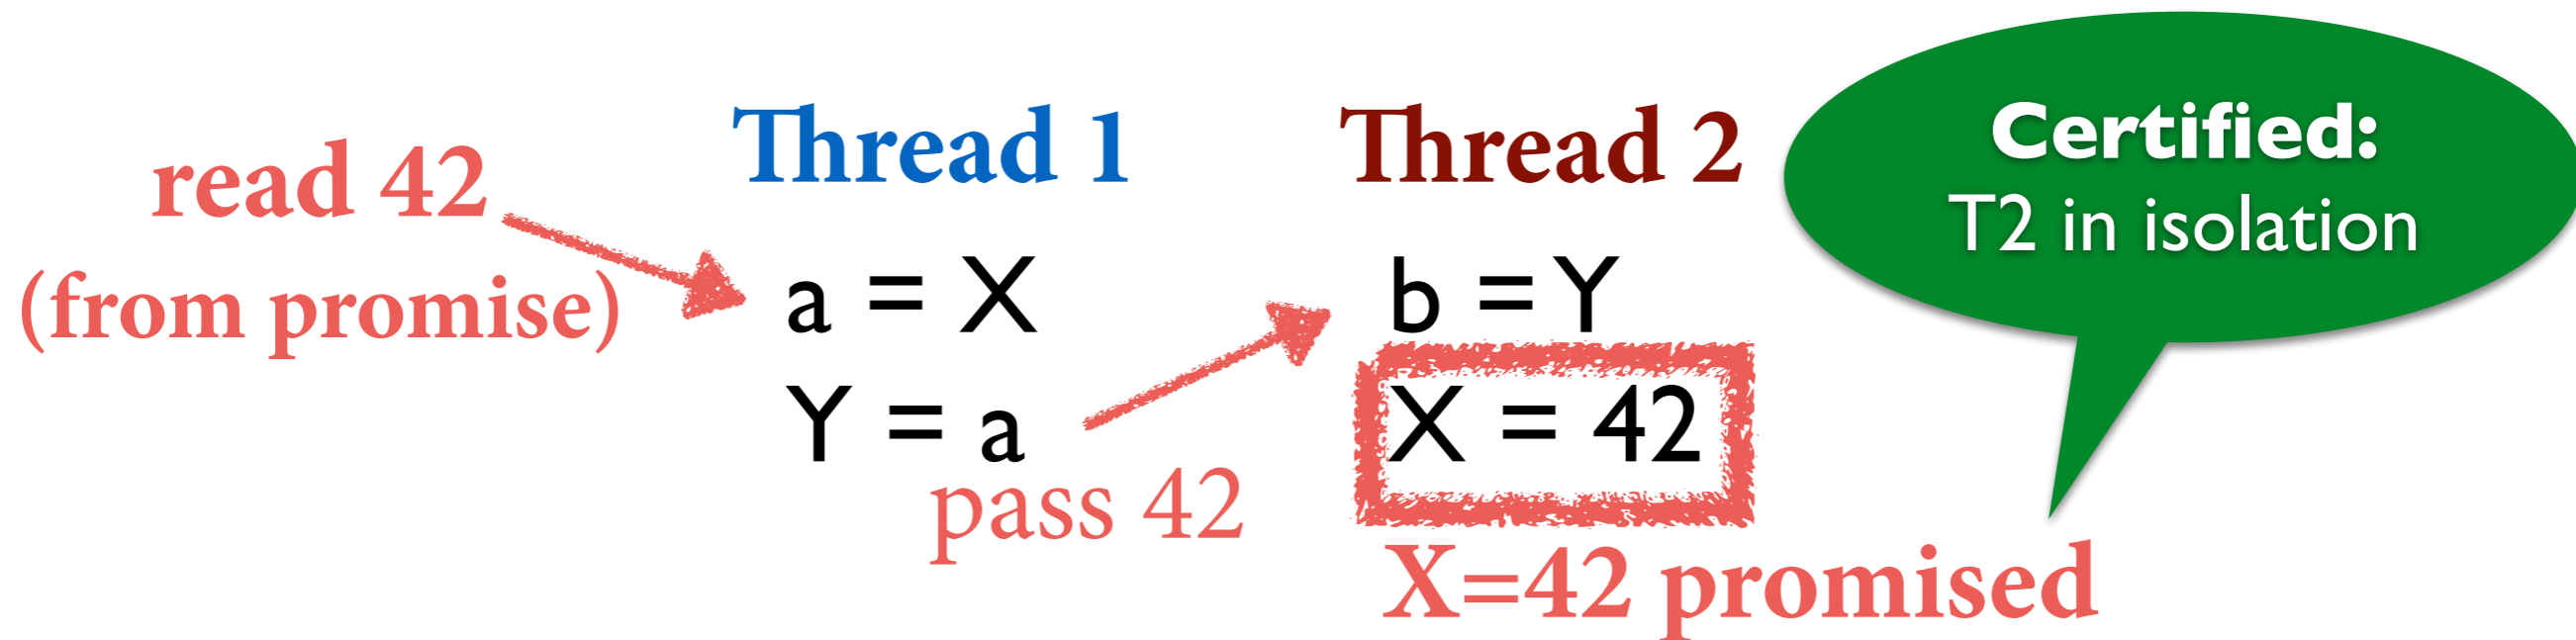 Thread 1
Thread 2
Certified:
T2 in isolation
read 42
(from promise)
a = X
b = Y
Y = a
X = 42
pass 42
X=42 promised